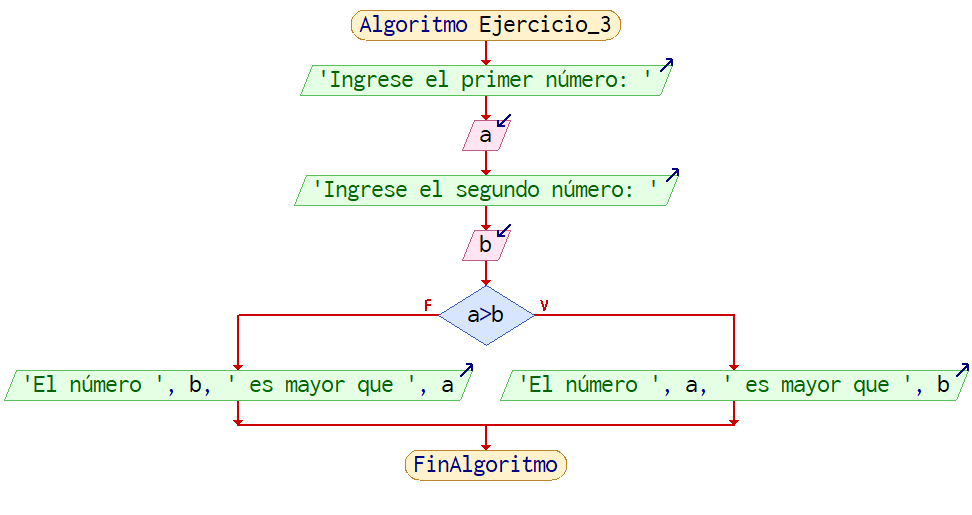 Algoritmo Ejercicio_3
'Ingrese el primer número: '
a
'Ingrese el segundo número: '
b
a>b
F
V
'El número ', b, ' es mayor que ', a
'El número ', a, ' es mayor que ', b
FinAlgoritmo